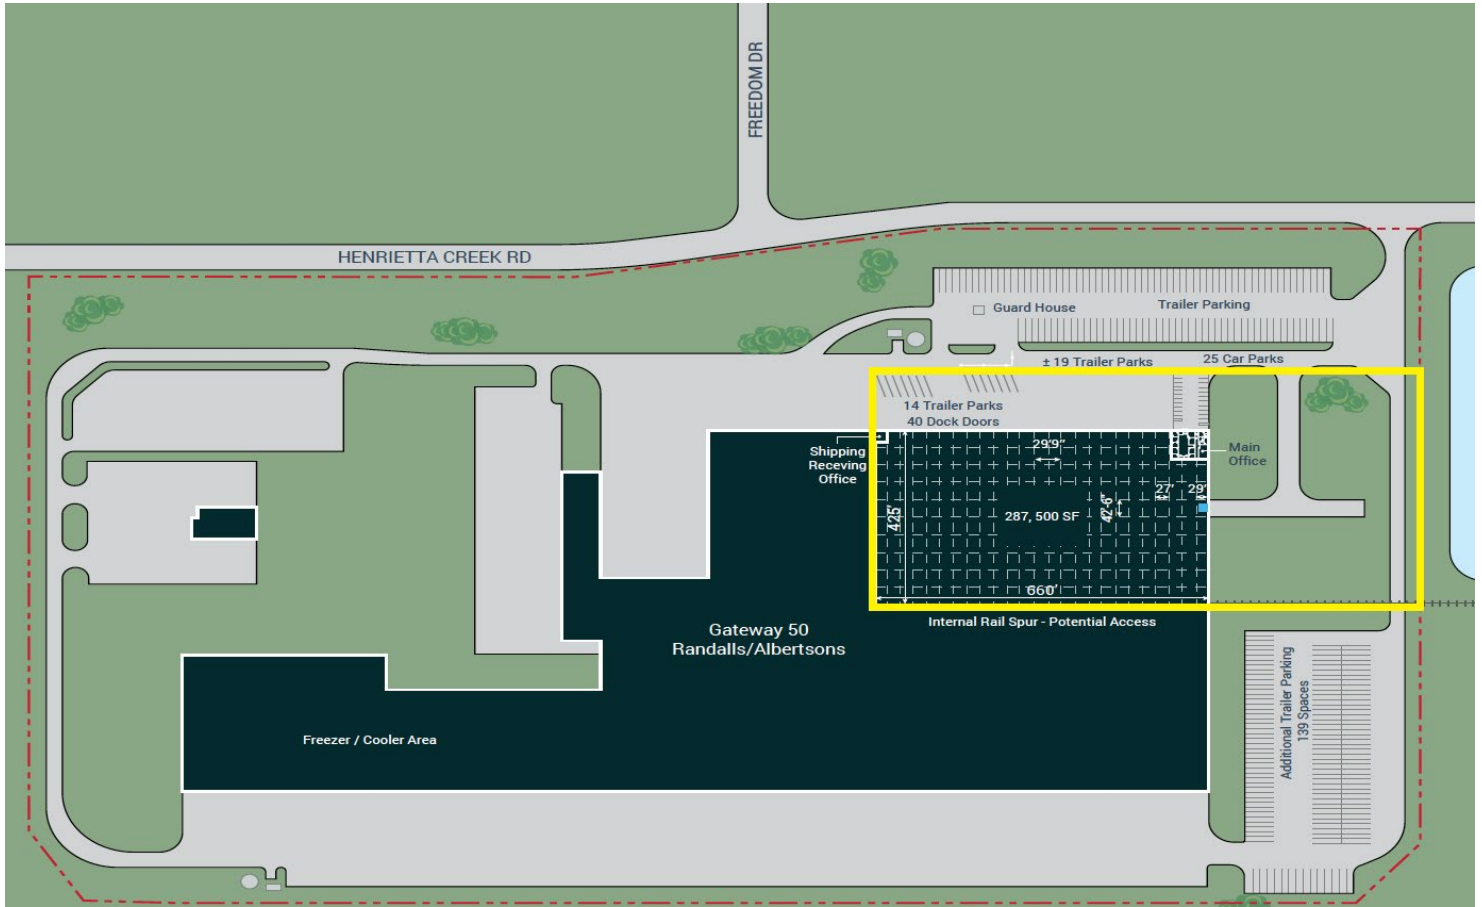 FREEDOM DR
HENRIETTA CREEK RD
Guard House
Trailer Parking
± 19 Trailer Parks
25 Car Parks
14 Trailer Parks
40 Dock Doors
Shipping
Receving
Office
29'9"
Main
Office
27'
29'
425'
287, 500 SF
42'-6"
660'
Internal Rail Spur - Potential Access
Gateway 50
Randalls/Albertsons
Additional Trailer Parking
139 Spaces
Freezer / Cooler Area